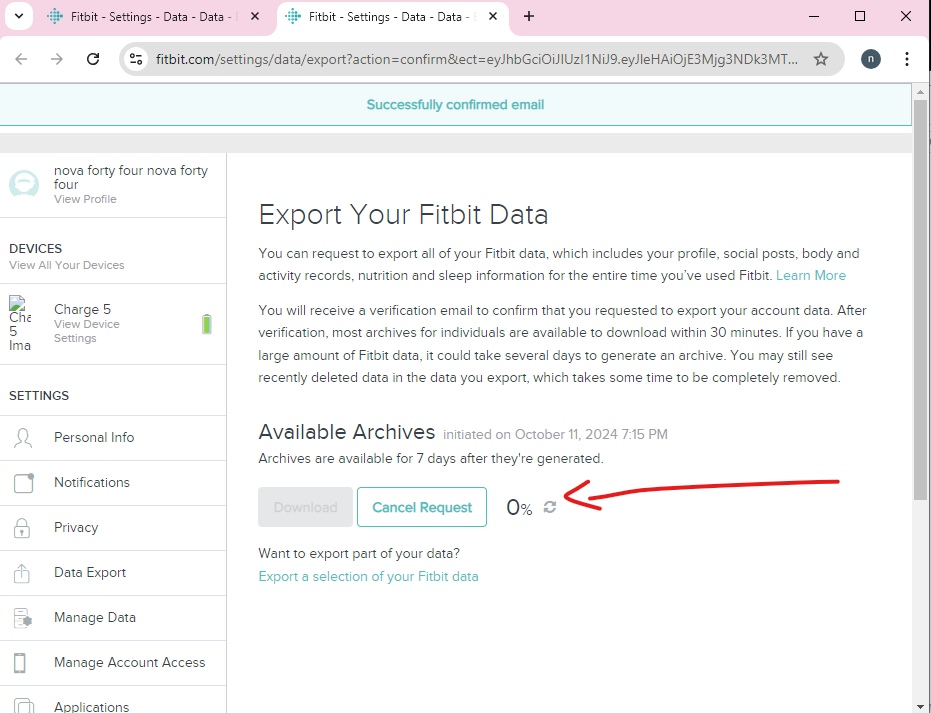 Fitbit - Settings - Data - Data -
Fitbit - Settings - Data - Data -
fitbit.com/settings/data/export?action=confirm&ect=eyJhbGciOiJIUzI1NiJ9.eyJleHAiOjE3Mjg3NDk3MT...
n
Successfully confirmed email
nova forty four nova forty
four
View Profile
DEVICES
View All Your Devices
Cha
5
Ima
Charge 5
View Device
Settings
SETTINGS
Personal Info
Notifications
Privacy
Data Export
Manage Data
Manage Account Access
Applications
Export Your Fitbit Data
You can request to export all of your Fitbit data, which includes your profile, social posts, body and
activity records, nutrition and sleep information for the entire time you've used Fitbit. Learn More
You will receive a verification email to confirm that you requested to export your account data. After
verification, most archives for individuals are available to download within 30 minutes. If you have a
large amount of Fitbit data, it could take several days to generate an archive. You may still see
recently deleted data in the data you export, which takes some time to be completely removed.
Available Archives initiated on October 11, 2024 7:15 PM
Archives are available for 7 days after they're generated.
Download Cancel Request 0%
Want to export part of your data?
Export a selection of your Fitbit data